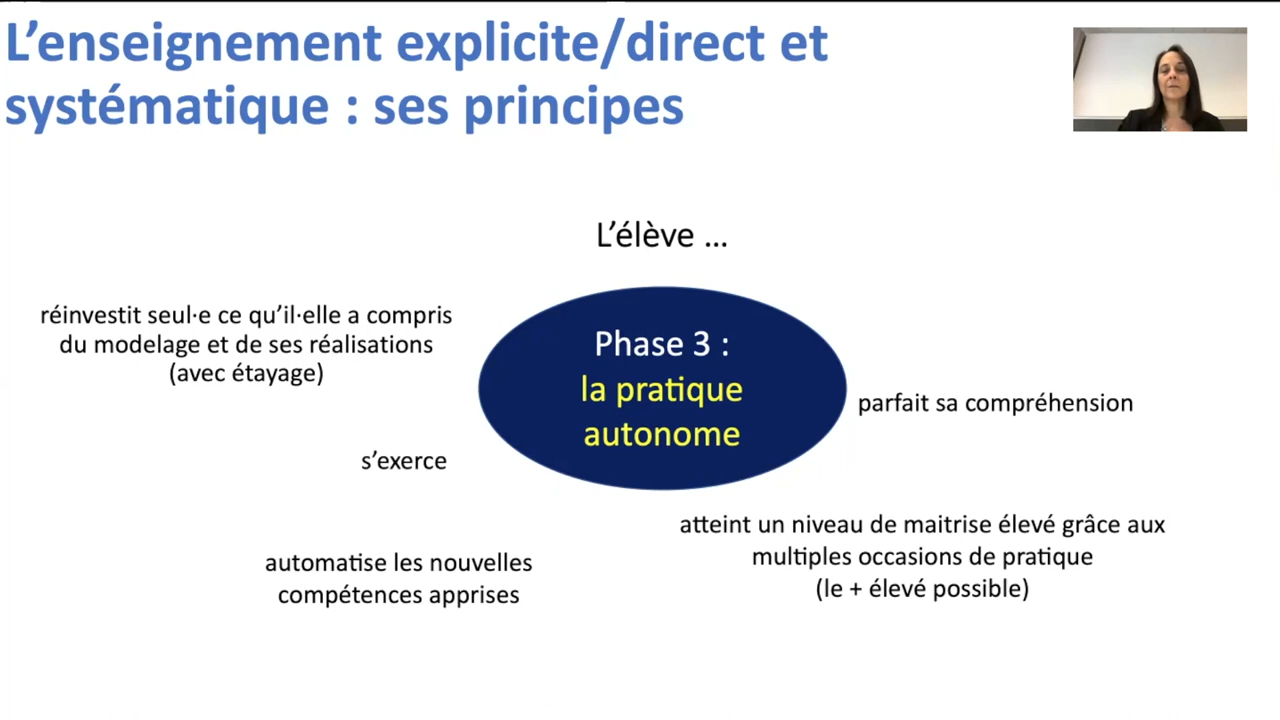 L’enseignement explicite/direct et
systématique : ses principes
L’élève ...
réinvestit seul·e ce qu’il·elle a compris
du modelage et de ses réalisations
(avec étayage)
Phase 3 :
la pratique
autonome
parfait sa compréhension
s’exerce
atteint un niveau de maitrise élevé grâce aux
multiples occasions de pratique
(le + élevé possible)
automatise les nouvelles
compétences apprises